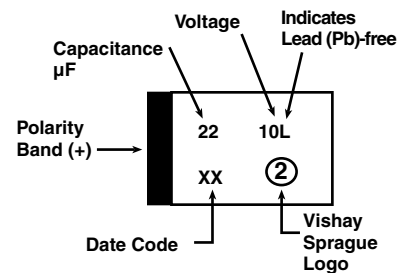 Voltage
Indicates
Lead (Pb)-free
Capacitance
µF
Polarity
Band (+)
22 10L
XX 2
Date Code
Vishay
Sprague
Logo